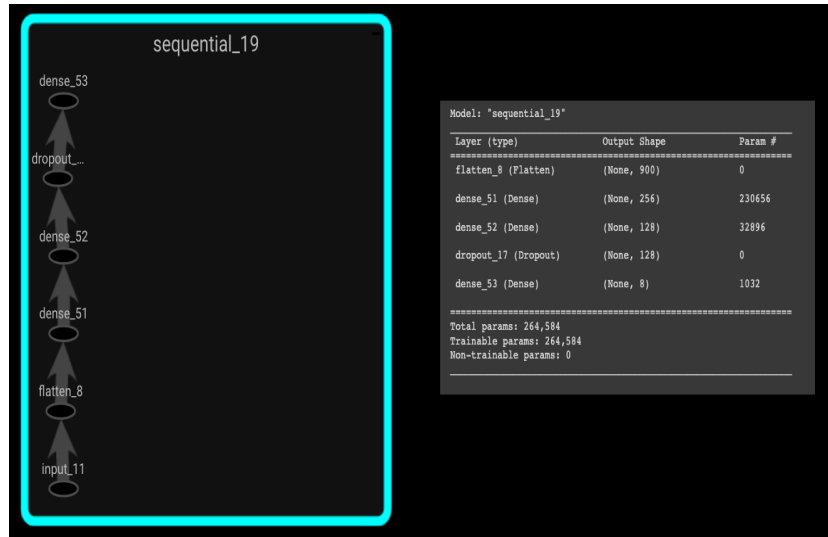 sequential_19
dense_53
dropout_...
dense_52
dense_51
flatten_8
input_11
Model: "sequential_19"
Layer (type) Output Shape Param #
flatten_8 (Flatten) (None, 900) 0
dense_51 (Dense) (None, 256) 230656
dense_52 (Dense) (None, 128) 32896
dropout_17 (Dropout) (None, 128) 0
dense_53 (Dense) (None, 8) 1032
Total params: 264,584
Trainable params: 264,584
Non-trainable params: 0